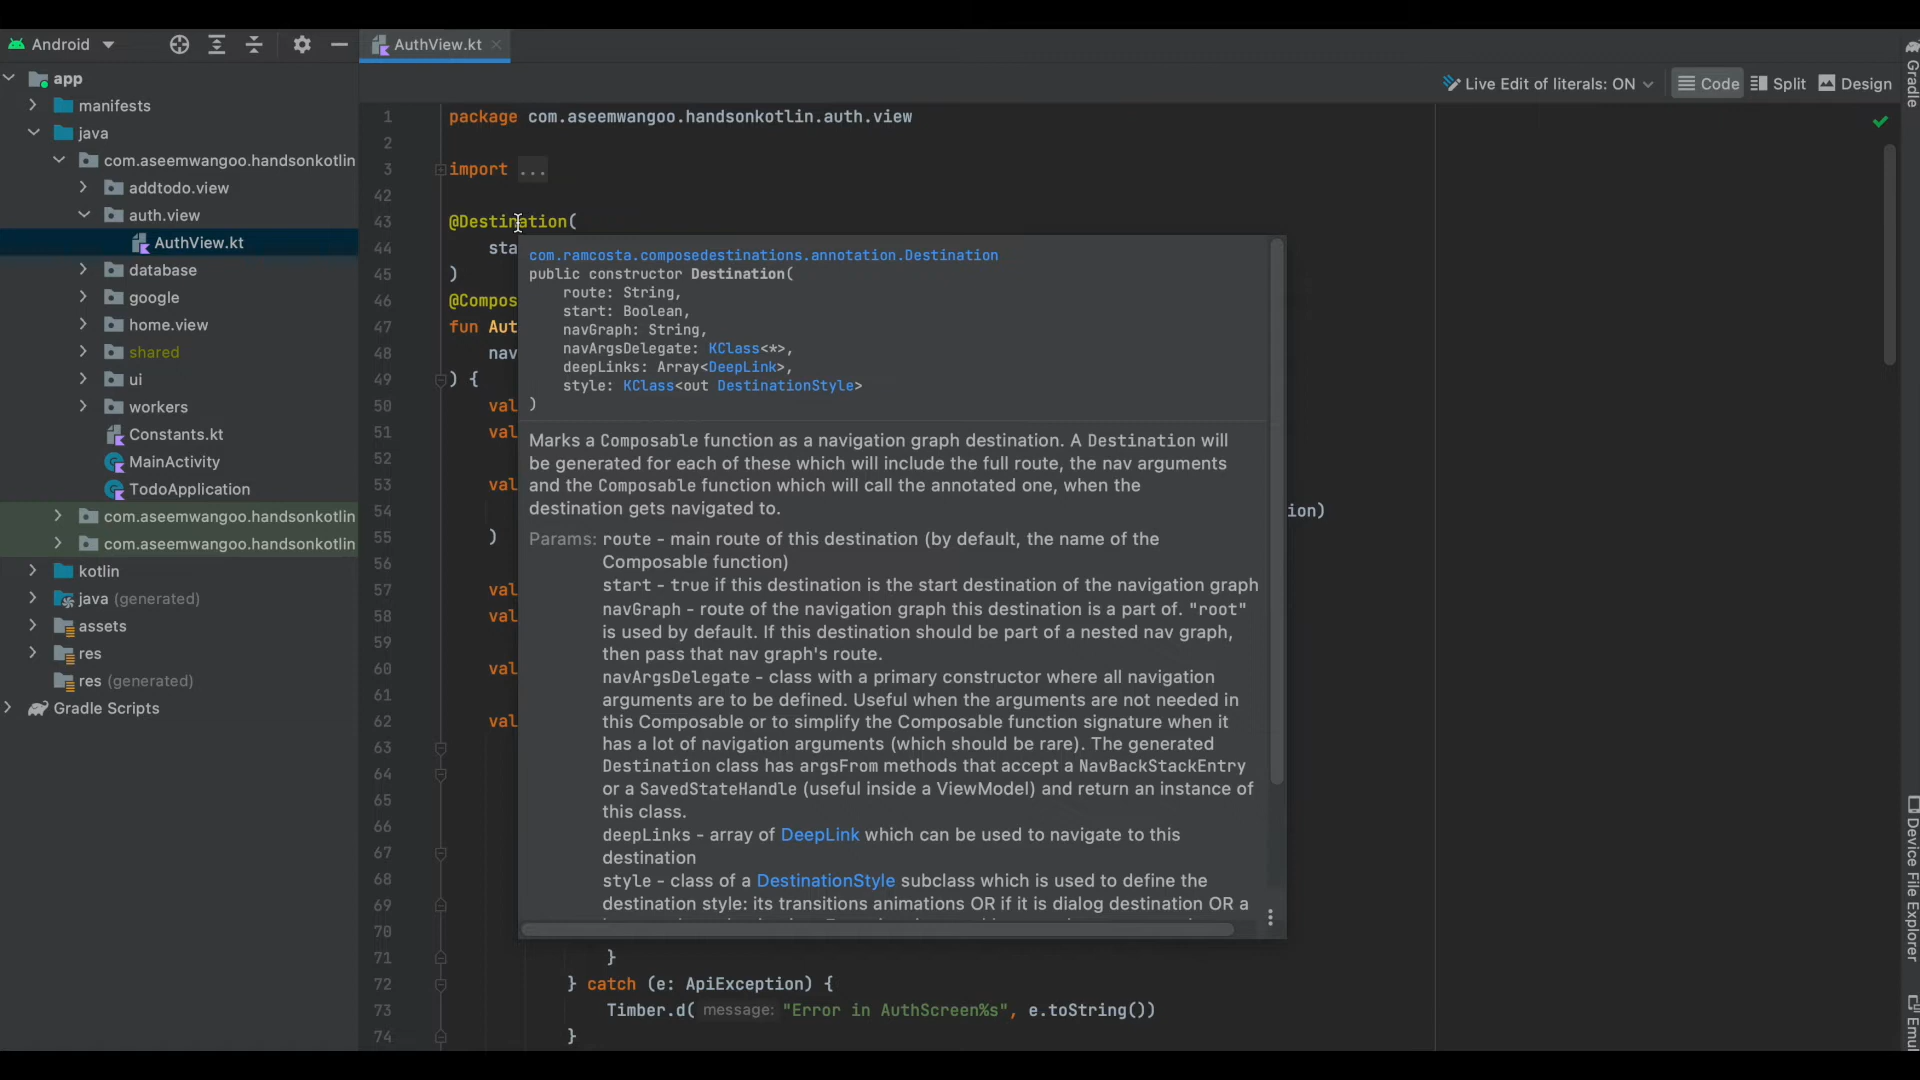 Android
AuthView.kt
Live Edit of literals: ON
Code
Split
Design
Gradle
app
manifests
java
com.aseemwangoo.handsonkotlin
addtodo.view
auth.view
AuthView.kt
database
google
home.view
shared
ui
workers
Constants.kt
MainActivity
TodoApplication
com.aseemwangoo.handsonkotlin
com.aseemwangoo.handsonkotlin
kotlin
java (generated)
assets
res
res (generated)
Gradle Scripts
1 package com.aseemwangoo.handsonkotlin.auth.view
2
3 import ...
42
43 @Destination(
44 sta
45 )
46 @Compos
47 fun Aut
48 nav
49 ) {
50 val
51 val
52
53 val
54 ion)
55 )
56
57 val
58 val
59
60 val
61
62 val
63
64
65
66
67
68
69
70
71 }
72 } catch (e: ApiException) {
73 Timber.d( message: "Error in AuthScreen%s", e.toString())
74 }
com.ramcosta.composedestinations.annotation.Destination
public constructor Destination(
route: String,
start: Boolean,
navGraph: String,
navArgsDelegate: KClass<*>,
deepLinks: Array<DeepLink>,
style: KClass<out DestinationStyle>
)
Marks a Composable function as a navigation graph destination. A Destination will
be generated for each of these which will include the full route, the nav arguments
and the Composable function which will call the annotated one, when the
destination gets navigated to.
Params: route - main route of this destination (by default, the name of the
Composable function)
start - true if this destination is the start destination of the navigation graph
navGraph - route of the navigation graph this destination is a part of. "root"
is used by default. If this destination should be part of a nested nav graph,
then pass that nav graph's route.
navArgsDelegate - class with a primary constructor where all navigation
arguments are to be defined. Useful when the arguments are not needed in
this Composable or to simplify the Composable function signature when it
has a lot of navigation arguments (which should be rare). The generated
Destination class has argsFrom methods that accept a NavBackStackEntry
or a SavedStateHandle (useful inside a ViewModel) and return an instance of
this class.
deepLinks - array of DeepLink which can be used to navigate to this
destination
style - class of a DestinationStyle subclass which is used to define the
destination style: its transitions animations OR if it is dialog destination OR a
Device File Explorer
Emul